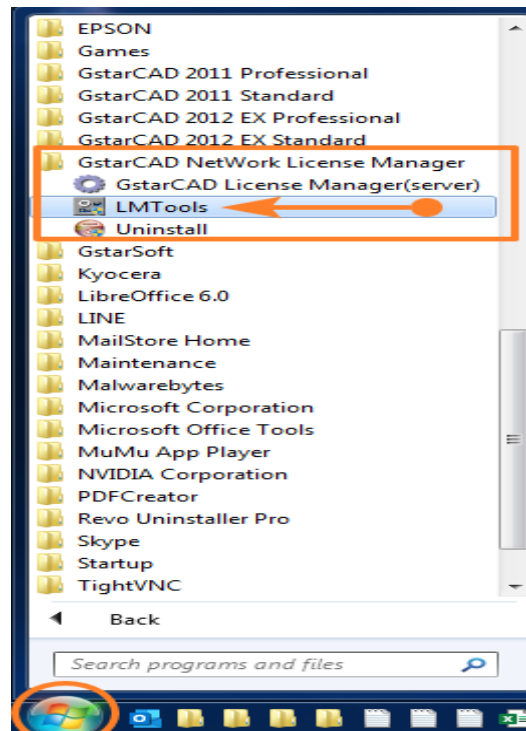 EPSON
Games
GstarCAD 2011 Professional
GstarCAD 2011 Standard
GstarCAD 2012 EX Professional
GstarCAD 2012 EX Standard
GstarCAD NetWork License Manager
GstarCAD License Manager(server)
LMTools
Uninstall
GstarSoft
Kyocera
LibreOffice 6.0
LINE
MailStore Home
Maintenance
Malwarebytes
Microsoft Corporation
Microsoft Office Tools
MuMu App Player
NVIDIA Corporation
PDFCreator
Revo Uninstaller Pro
Skype
Startup
TightVNC
Back
Search programs and files